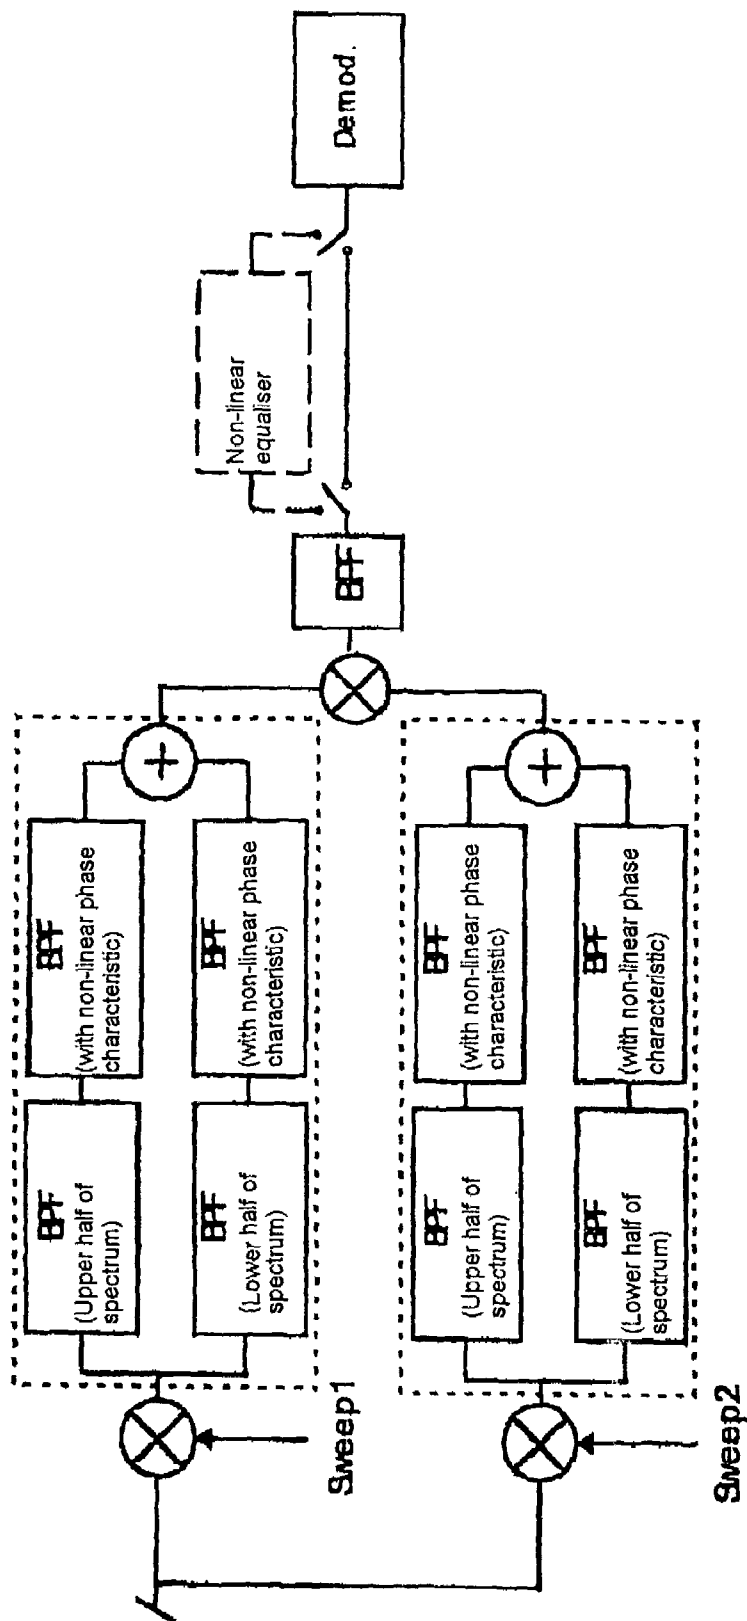 BPF
(Upper half of
spectrum)
BPF
(with non-linear phase
characteristic)
BPF
(Lower half of
spectrum)
BPF
(with non-linear phase
characteristic)
Sweep1
BPF
(Upper half of
spectrum)
BPF
(with non-linear phase
characteristic)
BPF
(Lower half of
spectrum)
BPF
(with non-linear phase
characteristic)
Sweep2
BPF
Non-linear
equaliser
Demod.